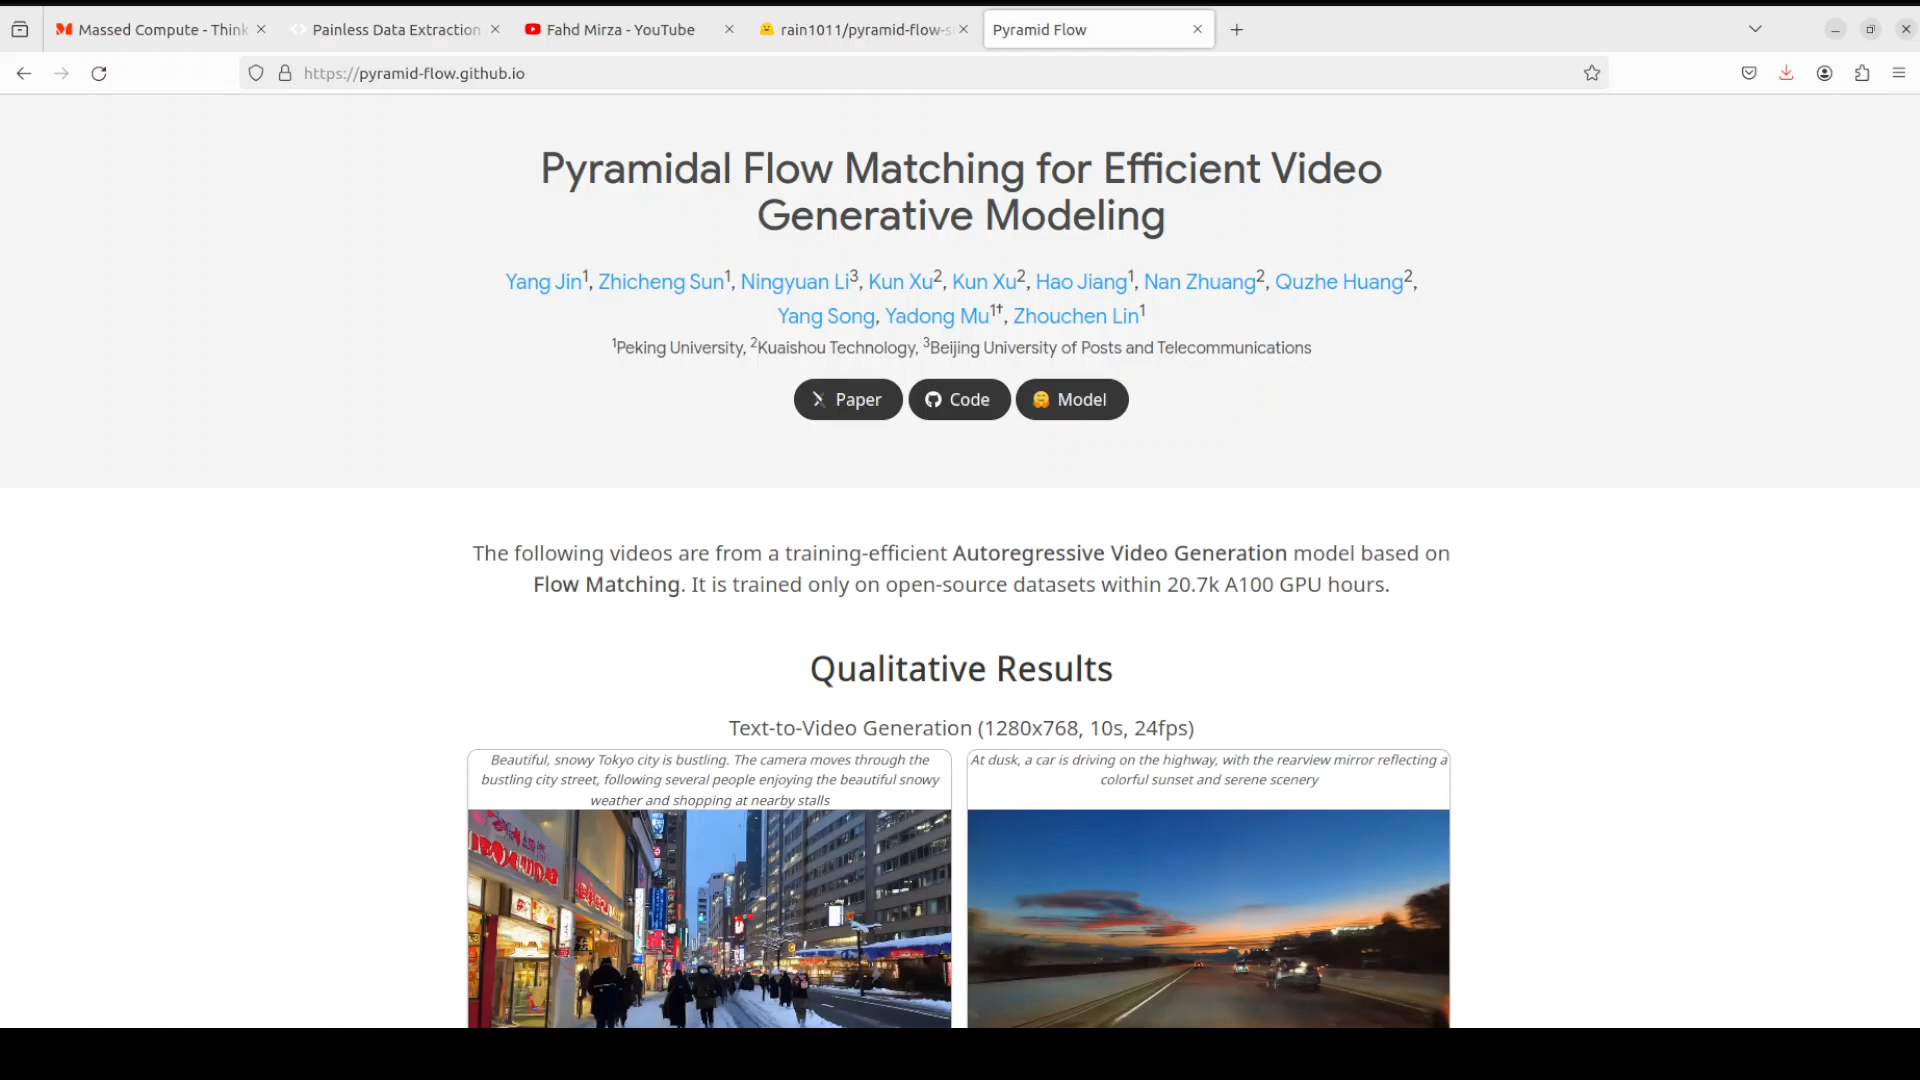 Massed Compute - Think
Painless Data Extraction
Fahd Mirza - YouTube
rain1011/pyramid-flow-s
Pyramid Flow
https://pyramid-flow.github.io
Pyramidal Flow Matching for Efficient Video
Generative Modeling
Yang Jin1, Zhicheng Sun1, Ningyuan Li3, Kun Xu2, Kun Xu2, Hao Jiang1, Nan Zhuang2, Quzhe Huang2,
Yang Song, Yadong Mu1†, Zhouchen Lin1
1Peking University, 2Kuaishou Technology, 3Beijing University of Posts and Telecommunications
Paper
Code
Model
The following videos are from a training-efficient Autoregressive Video Generation model based on
Flow Matching. It is trained only on open-source datasets within 20.7k A100 GPU hours.
Qualitative Results
Text-to-Video Generation (1280x768, 10s, 24fps)
Beautiful, snowy Tokyo city is bustling. The camera moves through the
bustling city street, following several people enjoying the beautiful snowy
weather and shopping at nearby stalls
At dusk, a car is driving on the highway, with the rearview mirror reflecting a
colorful sunset and serene scenery